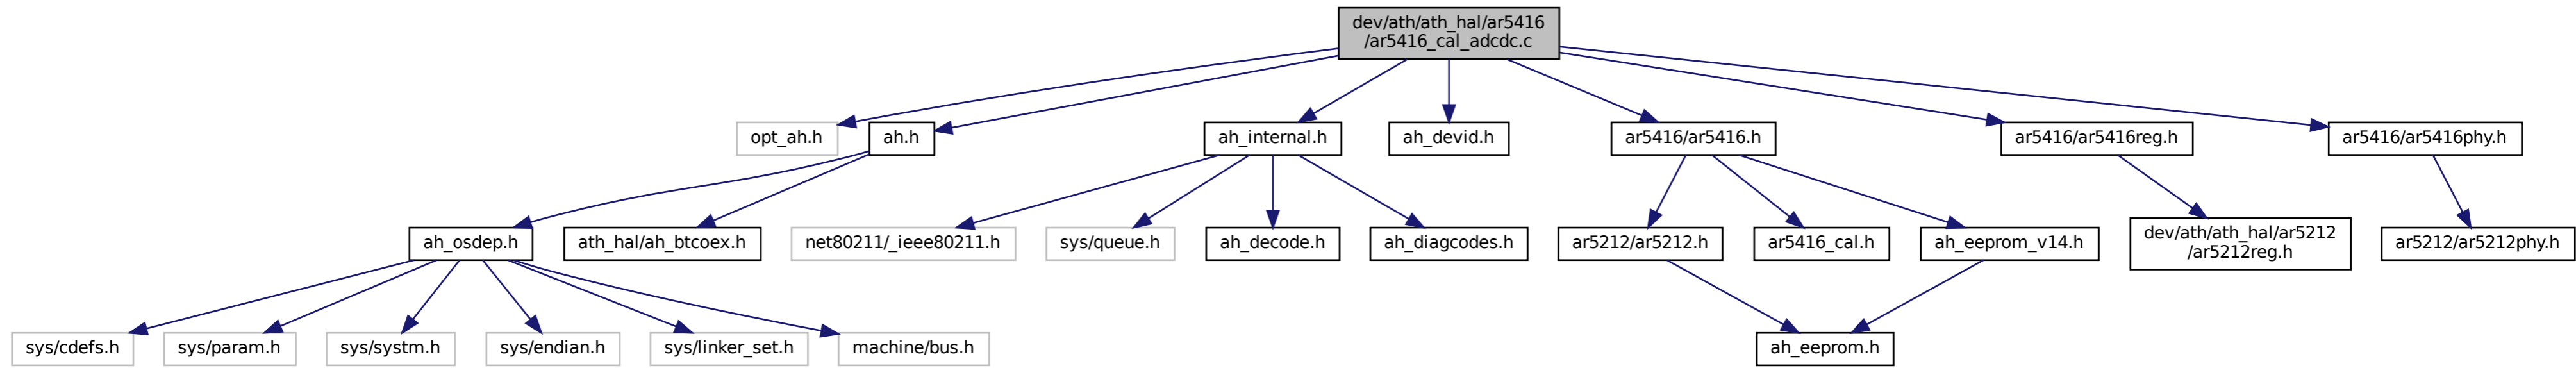 dev/ath/ath_hal/ar5416
/ar5416_cal_adcdc.c
opt_ah.h
ah.h
ah_internal.h
ah_devid.h
ar5416/ar5416.h
ar5416/ar5416reg.h
ar5416/ar5416phy.h
ah_osdep.h
ath_hal/ah_btcoex.h
net80211/_ieee80211.h
sys/queue.h
ah_decode.h
ah_diagcodes.h
ar5212/ar5212.h
ar5416_cal.h
ah_eeprom_v14.h
dev/ath/ath_hal/ar5212
/ar5212reg.h
ar5212/ar5212phy.h
sys/cdefs.h
sys/param.h
sys/systm.h
sys/endian.h
sys/linker_set.h
machine/bus.h
ah_eeprom.h